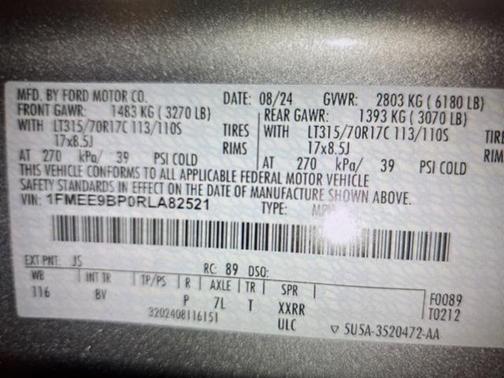 MFD. BY FORD MOTOR CO. DATE: 08/24 GVWR: 2803 KG ( 6180 LB)
FRONT GAWR: 1483 KG ( 3270 LB) REAR GAWR: 1393 KG ( 3070 LB)
WITH LT315/70R17C 113/110S TIRES WITH LT315/70R17C 113/110S
17x8.5J RIMS 17x8.5J
AT 270 kPa/ 39 PSI COLD AT 270 kPa/ 39 PSI COLD
THIS VEHICLE CONFORMS TO ALL APPLICABLE FEDERAL MOTOR VEHICLE
SAFETY STANDARDS IN EFFECT ON THE DATE OF MANUFACTURE SHOWN ABOVE.
VIN: 1FMEE9BP0RLA82521 TYPE:
EXT PNT: JS RC: 89 DSO:
WB INT TR TP/PS R AXLE TR SPR F0089
116 8V P 7L T XXRR T0212
3202408116151 ULC 5U5A-3520472-AA